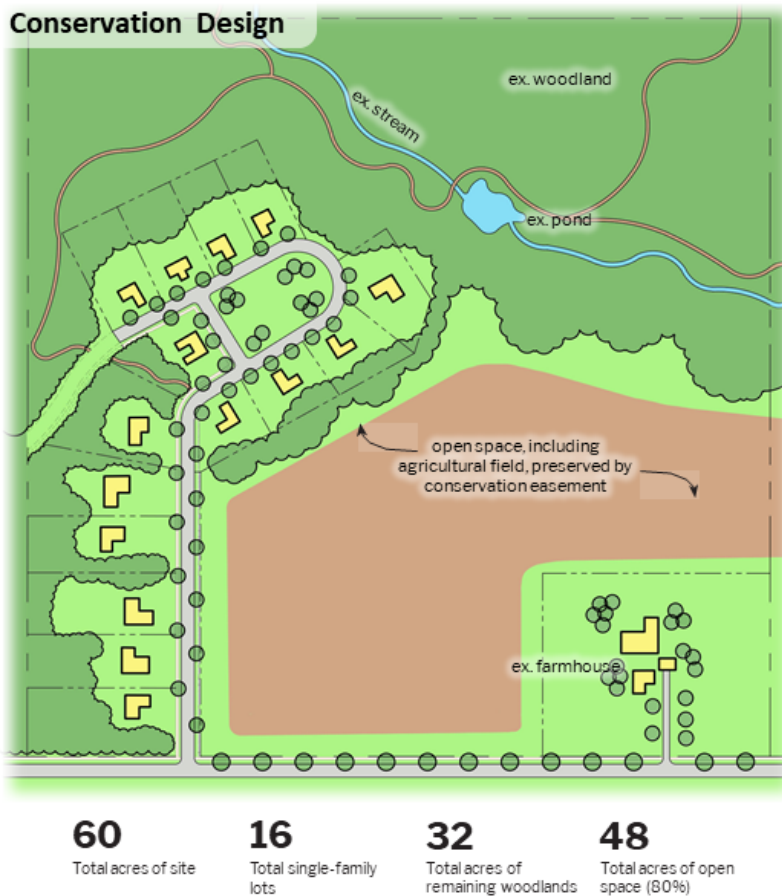 Conservation Design
ex. woodland
ex. stream
ex. pond
open space, including
agricultural field, preserved by
conservation easement
ex. farmhouse
60
Total acres of site
16
Total single-family
lots
32
Total acres of
remaining woodlands
48
Total acres of open
space (80%)